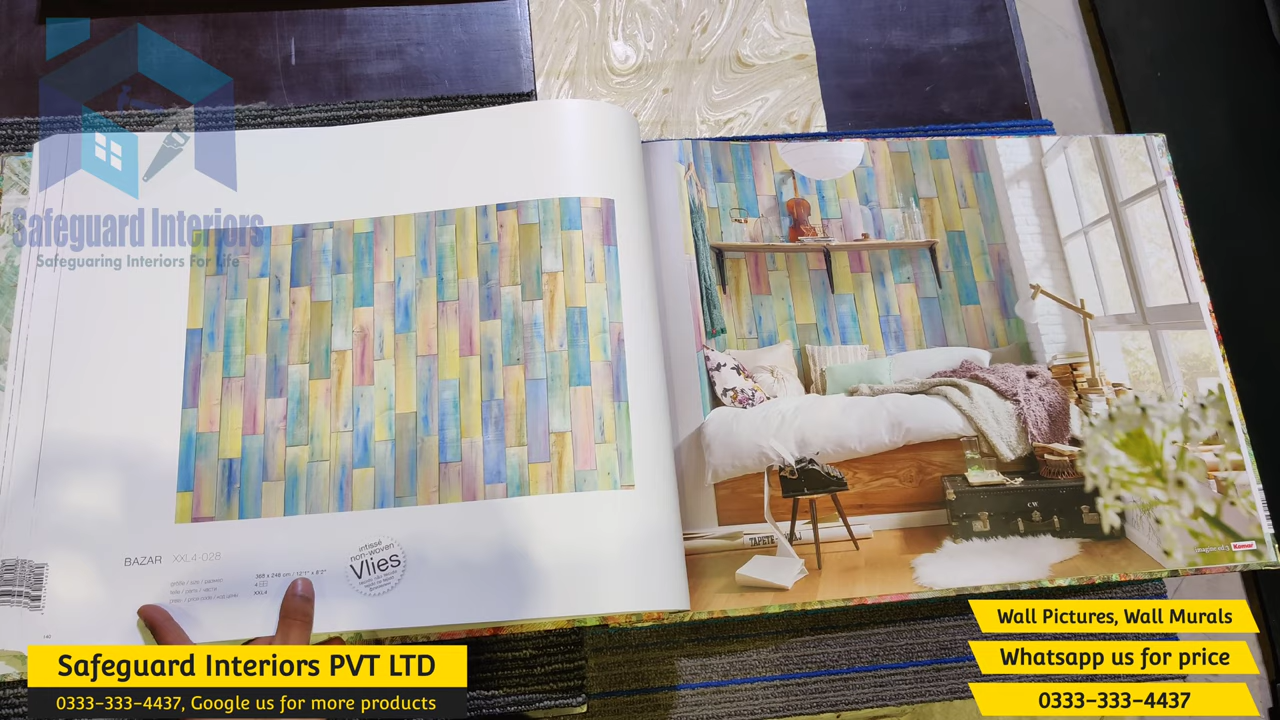 Safeguard Interiors
Safeguaring Interiors For Life
BAZAR XXL4-028
368 x 248 cm / 12'1" x 8'2"
XXL4
intissé
non-woven
Vlies
140
TAPETE
CW
imagine ed.3 Komar
Safeguard Interiors PVT LTD
0333-333-4437, Google us for more products
Wall Pictures, Wall Murals
Whatsapp us for price
0333-333-4437